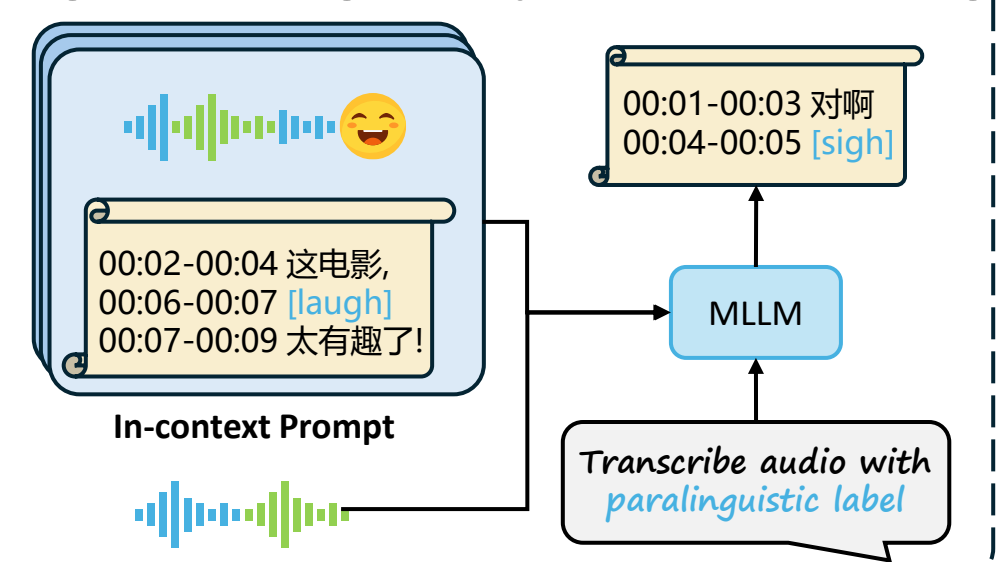 00:02-00:04 这电影,
00:06-00:07 [laugh]
00:07-00:09 太有趣了!
In-context Prompt
00:01-00:03 对啊
00:04-00:05 [sigh]
MLLM
Transcribe audio with
paralinguistic label